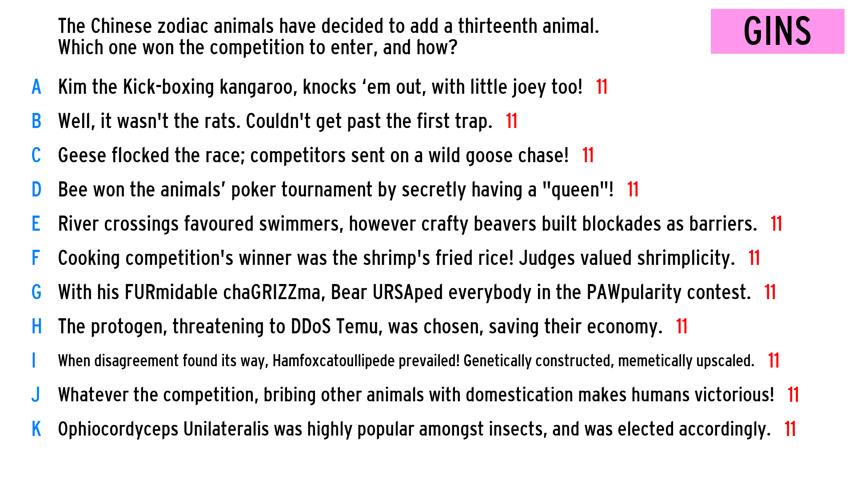 The Chinese zodiac animals have decided to add a thirteenth animal.
Which one won the competition to enter, and how?
GINS
A Kim the Kick-boxing kangaroo, knocks ‘em out, with little joey too! 11
B Well, it wasn't the rats. Couldn't get past the first trap. 11
C Geese flocked the race; competitors sent on a wild goose chase! 11
D Bee won the animals’ poker tournament by secretly having a "queen"! 11
E River crossings favoured swimmers, however crafty beavers built blockades as barriers. 11
F Cooking competition's winner was the shrimp's fried rice! Judges valued shrimplicity. 11
G With his FURmidable chaGRIZZma, Bear URSAped everybody in the PAWpularity contest. 11
H The protogen, threatening to DDoS Temu, was chosen, saving their economy. 11
I When disagreement found its way, Hamfoxcatoullipede prevailed! Genetically constructed, memetically upscaled. 11
J Whatever the competition, bribing other animals with domestication makes humans victorious! 11
K Ophiocordyceps Unilateralis was highly popular amongst insects, and was elected accordingly. 11